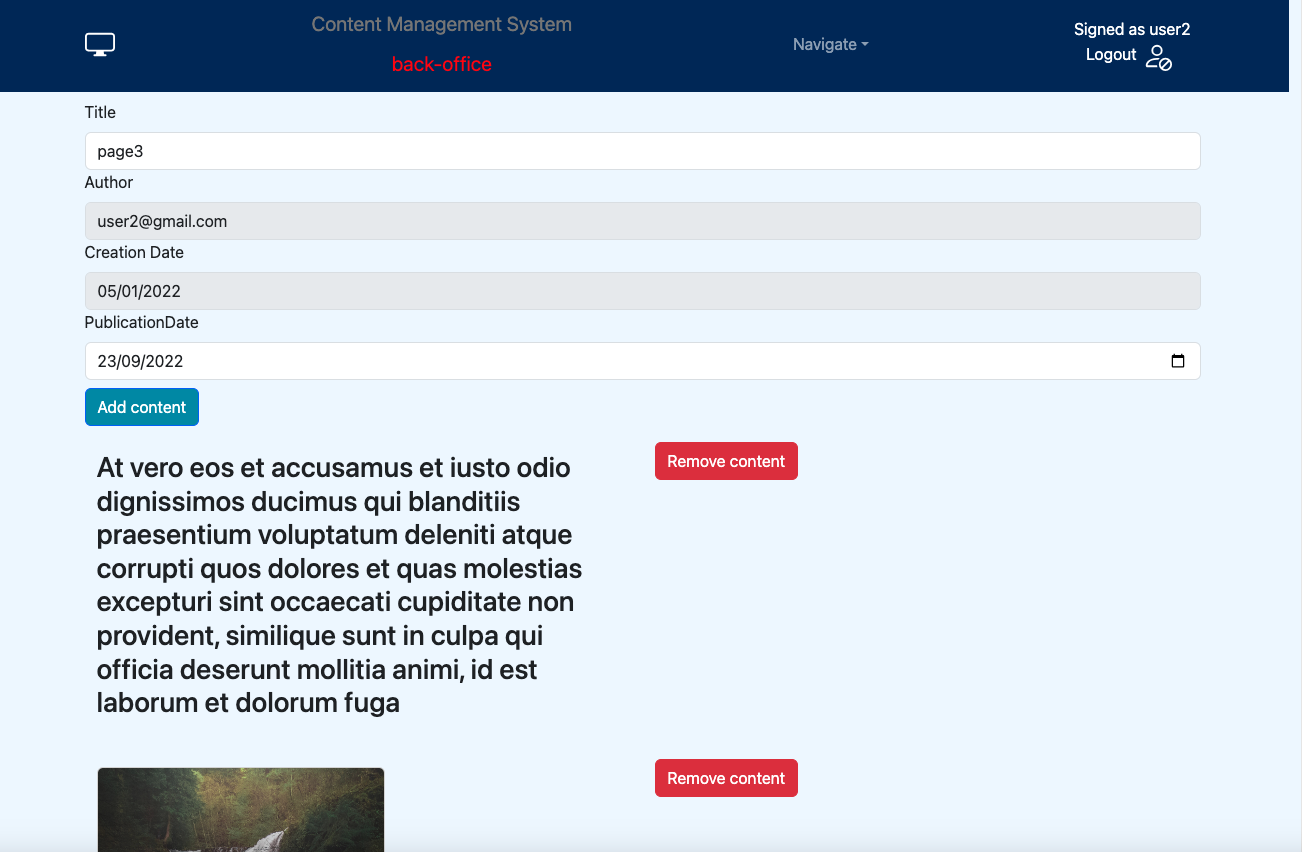 Content Management System
back-office
Navigate
Signed as user2
Logout
Title
page3
Author
user2@gmail.com
Creation Date
05/01/2022
PublicationDate
23/09/2022
Add content
At vero eos et accusamus et iusto odio
dignissimos ducimus qui blanditiis
praesentium voluptatum deleniti atque
corrupti quos dolores et quas molestias
excepturi sint occaecati cupiditate non
provident, similique sunt in culpa qui
officia deserunt mollitia animi, id est
laborum et dolorum fuga
Remove content
Remove content